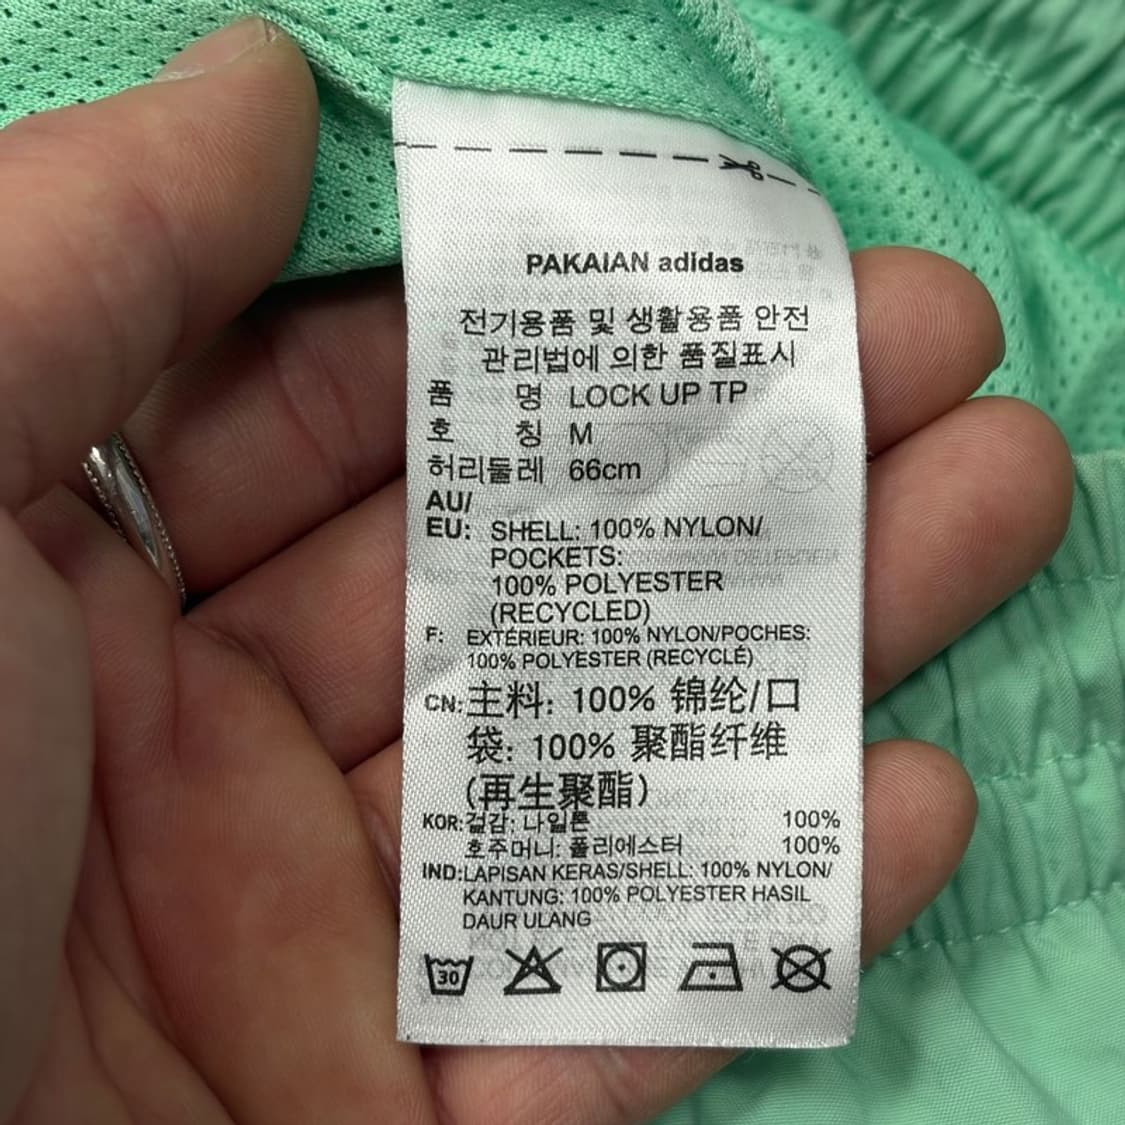 PAKAIAN adidas
전기용품 및 생활용품 안전
관리법에 의한 품질표시
품 명 LOCK UP TP
호 칭 M
허리둘레 66cm
AU/
EU: SHELL: 100% NYLON/
POCKETS:
100% POLYESTER
(RECYCLED)
F: EXTÉRIEUR: 100% NYLON/POCHES:
100% POLYESTER (RECYCLÉ)
CN: 主料: 100% 锦纶/口
袋: 100% 聚酯纤维
(再生聚酯)
KOR: 겉감: 나일론 100%
호주머니: 폴리에스터 100%
IND: LAPISAN KERAS/SHELL: 100% NYLON/
KANTUNG: 100% POLYESTER HASIL
DAUR ULANG
30